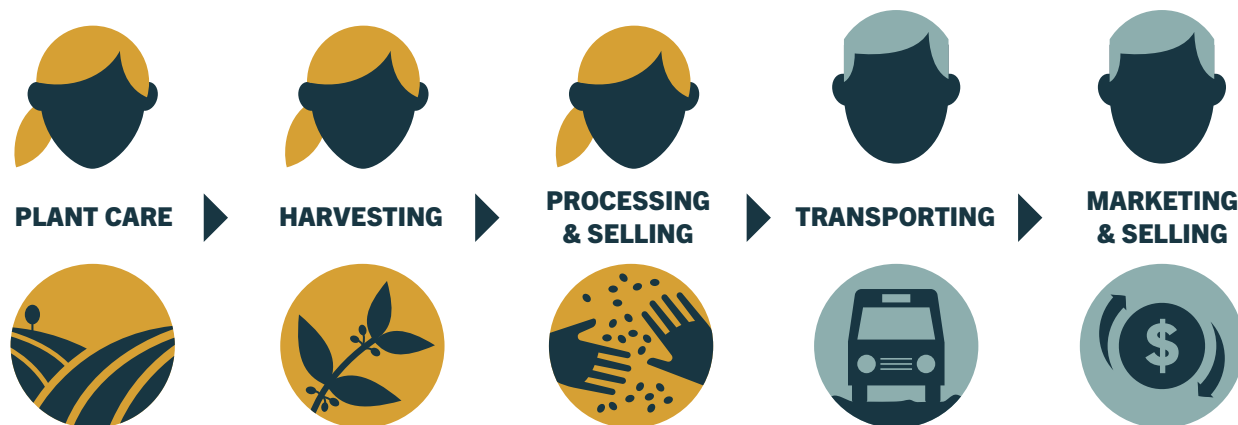 PLANT CARE
HARVESTING
PROCESSING
& SELLING
TRANSPORTING
MARKETING
& SELLING
$